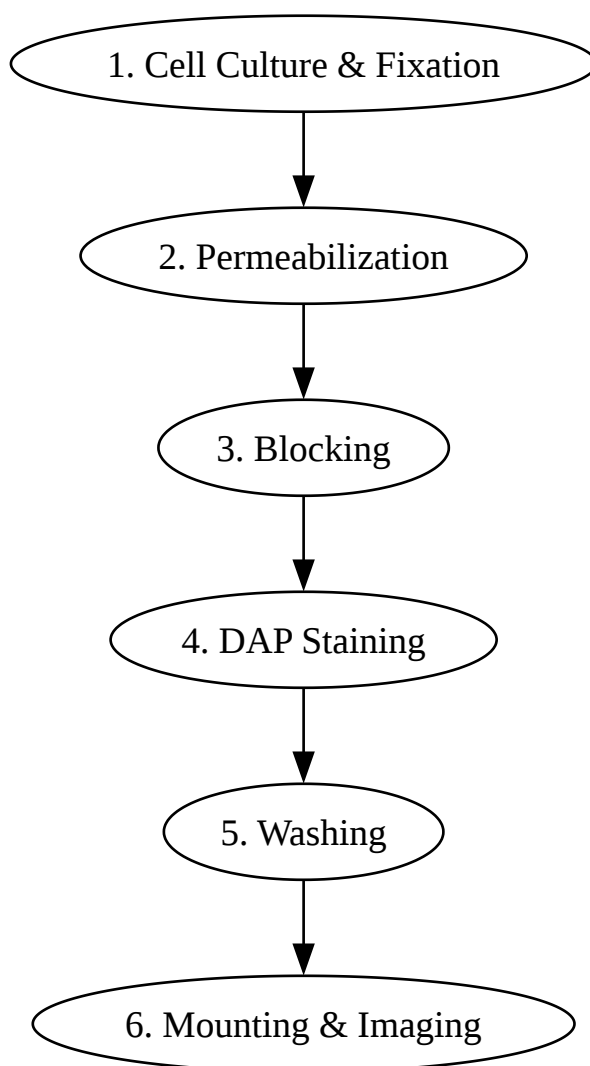 1. Cell Culture & Fixation
2. Permeabilization
3. Blocking
4. DAP Staining
5. Washing
6. Mounting & Imaging